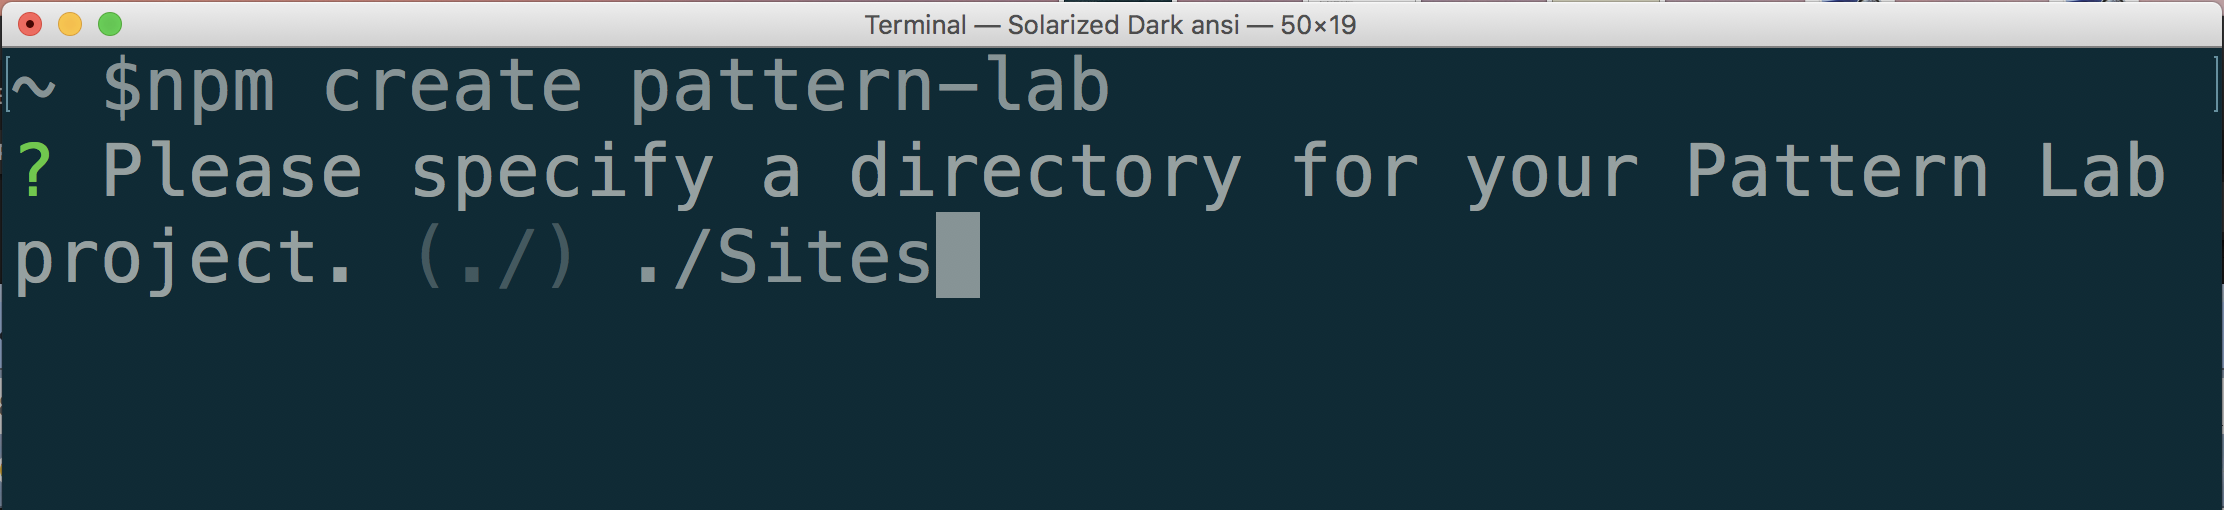 Terminal — Solarized Dark ansi — 50×19
~ $npm create pattern-lab
? Please specify a directory for your Pattern Lab
project. (./) ./Sites